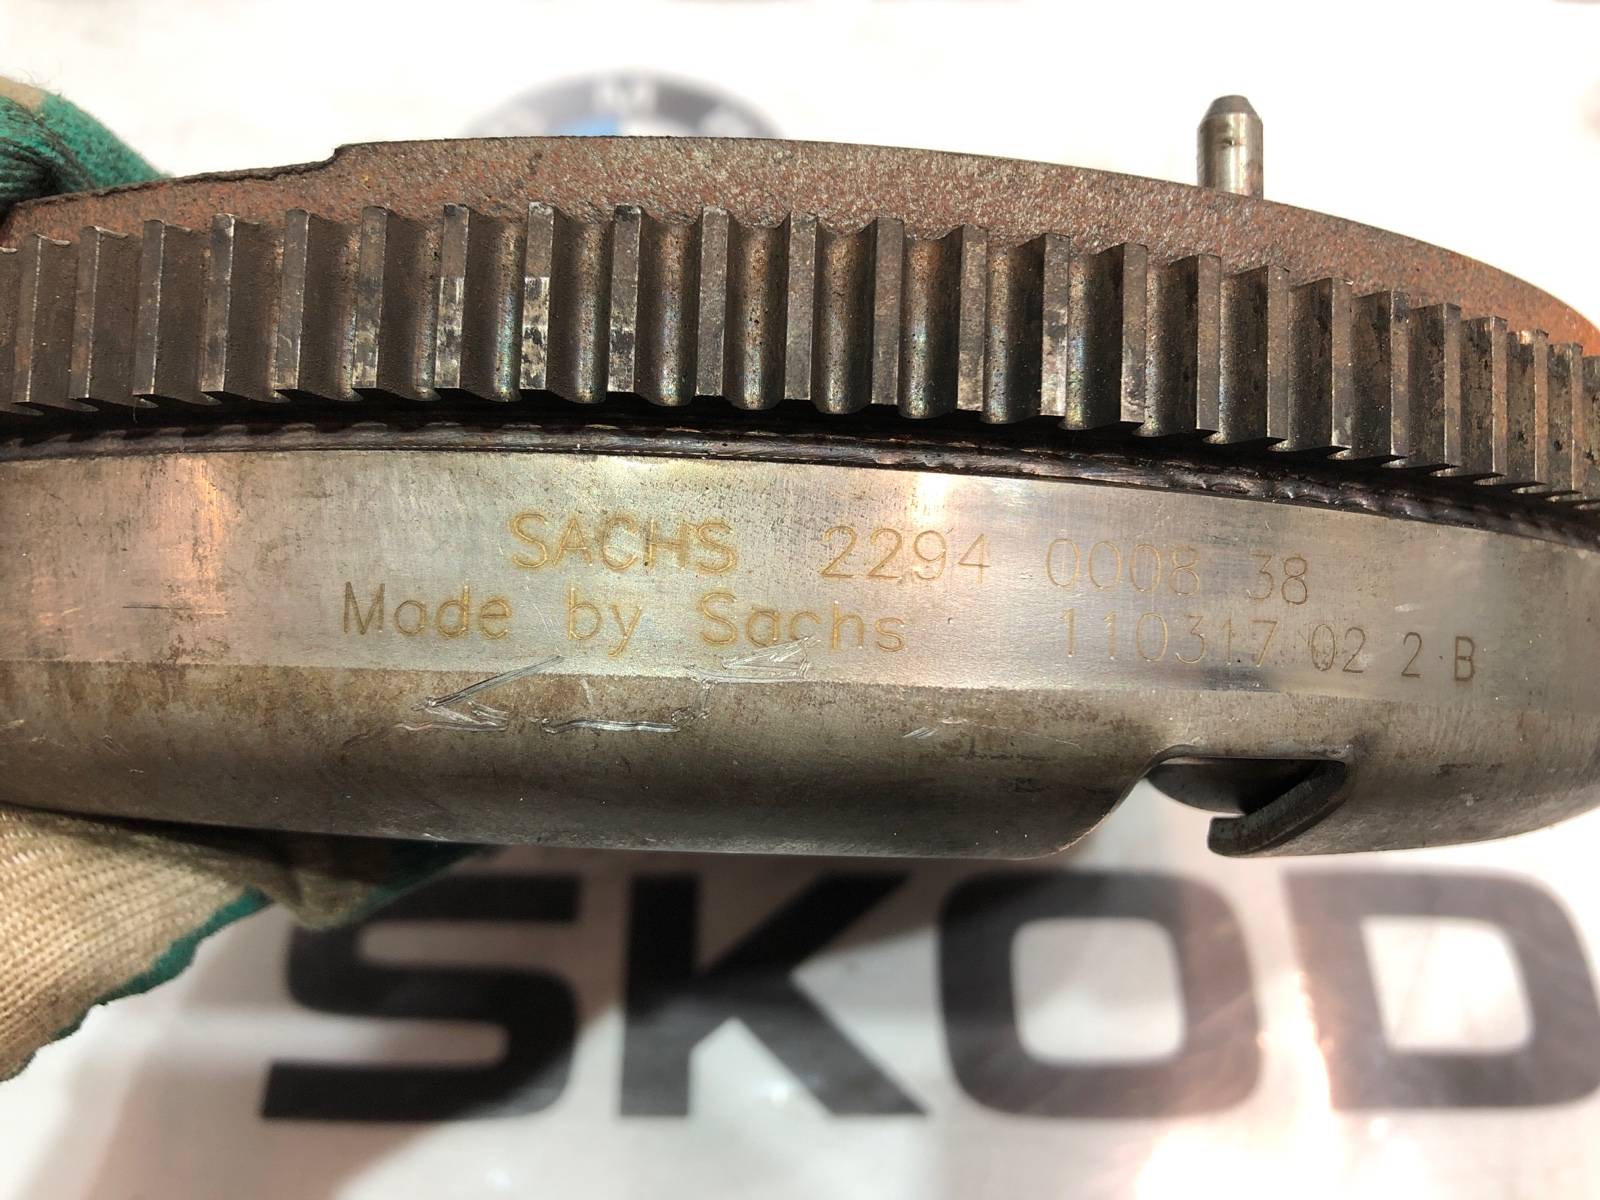 M
SACHS 2294 0008 38
Made by Sachs 110317 02 2 B
SKOD